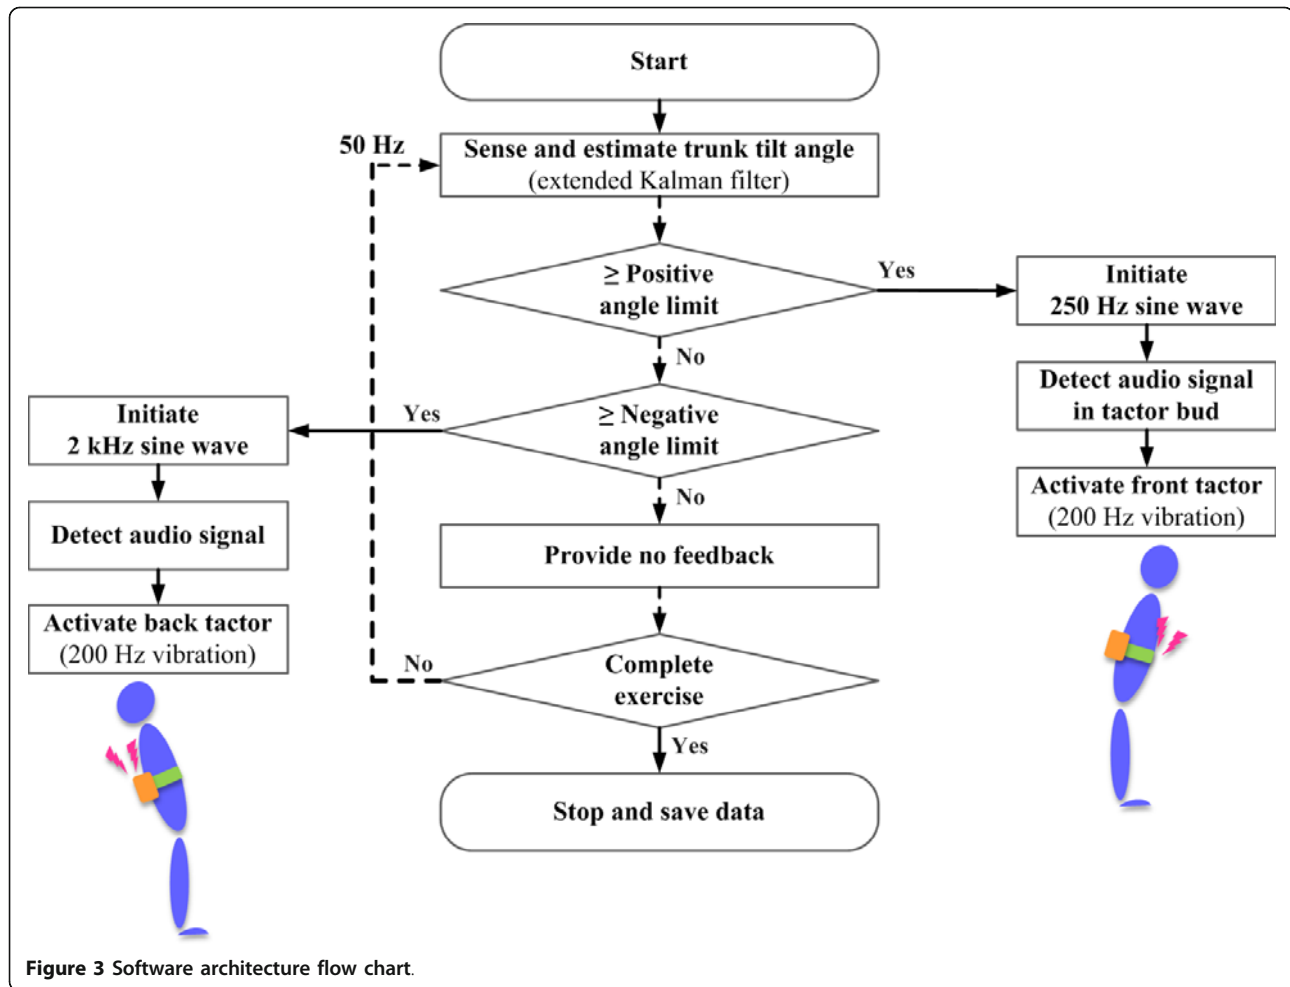 Start
50 Hz
Sense and estimate trunk tilt angle
(extended Kalman filter)
≥ Positive
angle limit
Yes
Initiate
250 Hz sine wave
No
Detect audio signal
in tactor bud
Activate front tactor
(200 Hz vibration)
≥ Negative
angle limit
Yes
Initiate
2 kHz sine wave
Detect audio signal
Activate back tactor
(200 Hz vibration)
No
Provide no feedback
Complete
exercise
No
Yes
Stop and save data
Figure 3 Software architecture flow chart.